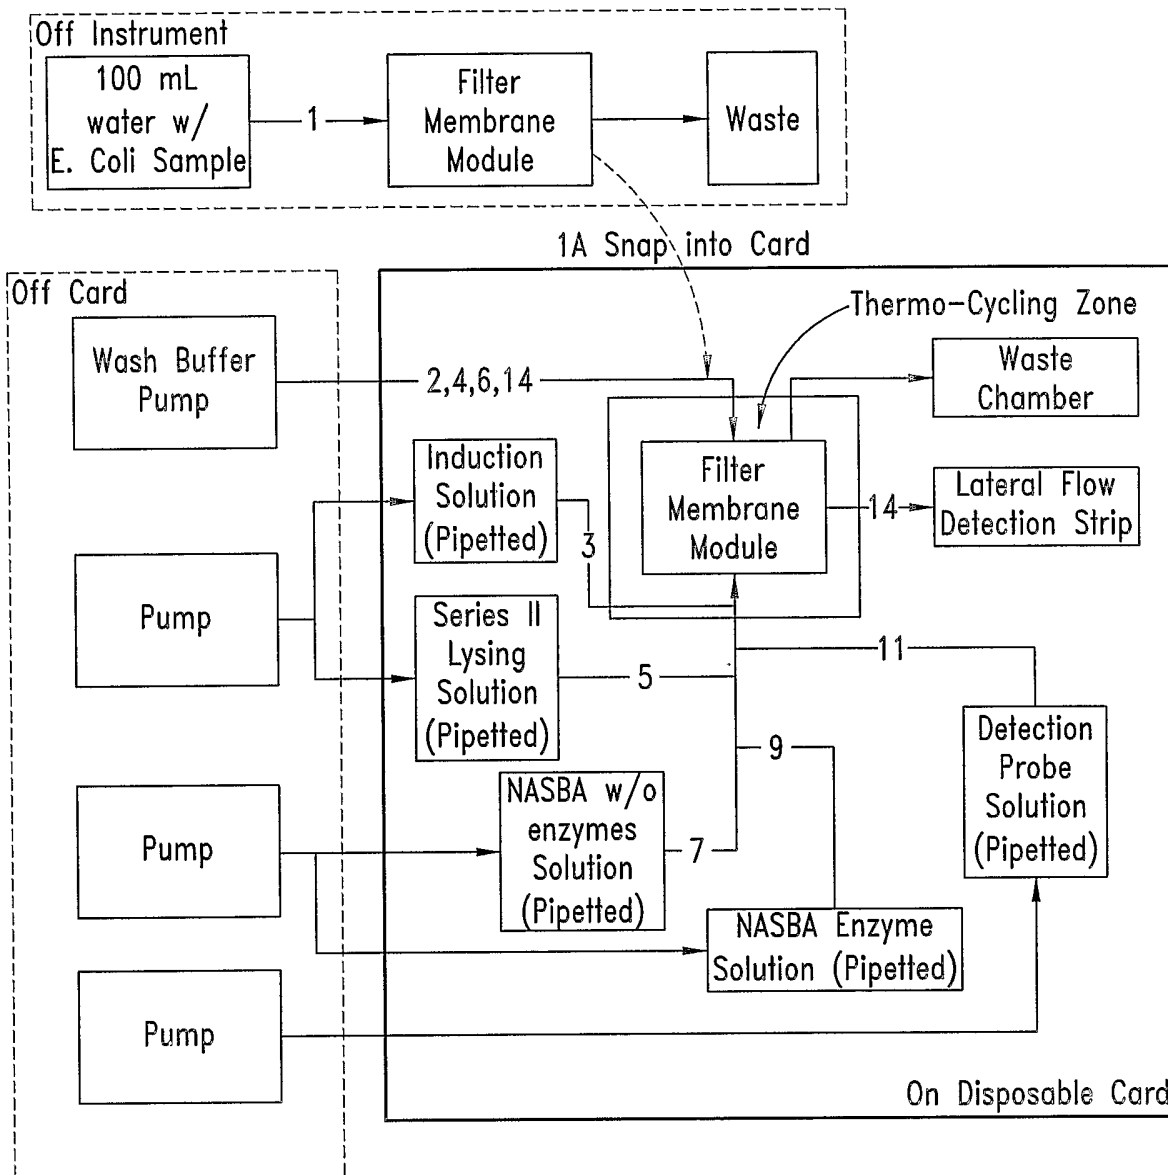 Off Instrument
100 mL
water w/
E. Coli Sample
1
Filter
Membrane
Module
Waste
1A Snap into Card
Off Card
Thermo-Cycling Zone
Wash Buffer
Pump
2,4,6,14
Waste
Chamber
Induction
Solution
(Pipetted)
3
Filter
Membrane
Module
14
Lateral Flow
Detection Strip
Pump
Series II
Lysing
Solution
(Pipetted)
5
11
9
Detection
Probe
Solution
(Pipetted)
Pump
NASBA w/o
enzymes
Solution
(Pipetted)
7
NASBA Enzyme
Solution (Pipetted)
Pump
On Disposable Card